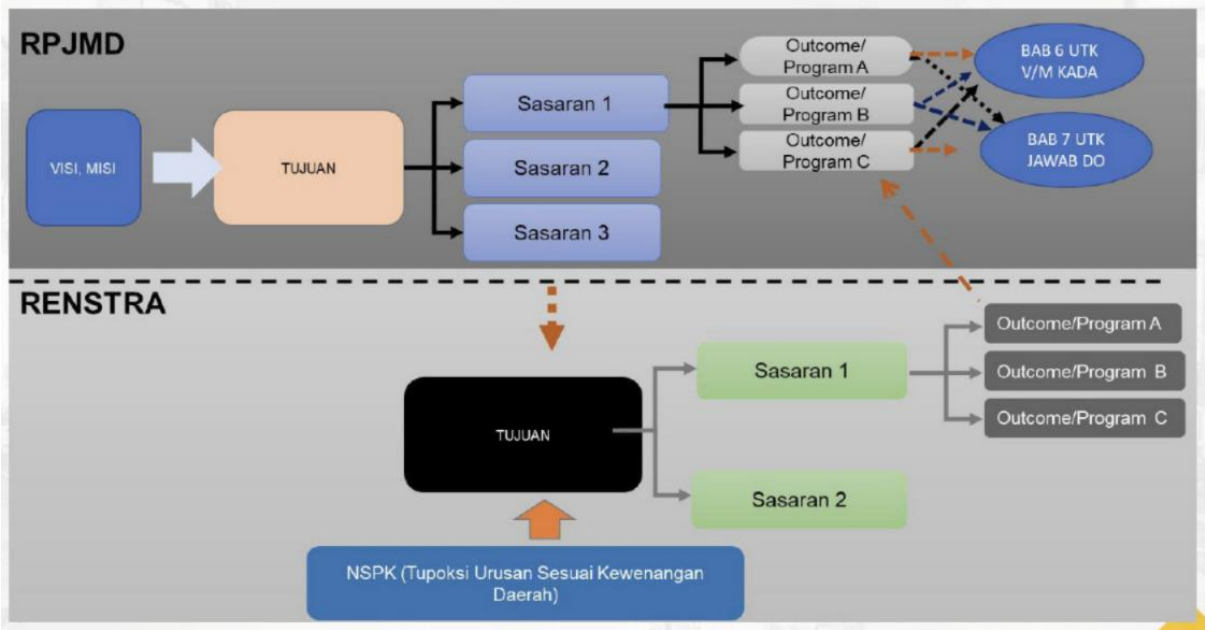 RPJMD
VISI, MISI
TUJUAN
Sasaran 1
Sasaran 2
Sasaran 3
Outcome/
Program A
Outcome/
Program B
Outcome/
Program C
BAB 6 UTK
V/M KADA
BAB 7 UTK
JAWAB DO
RENSTRA
TUJUAN
Sasaran 1
Sasaran 2
Outcome/Program A
Outcome/Program B
Outcome/Program C
NSPK (Tupoksi Urusan Sesuai Kewenangan
Daerah)